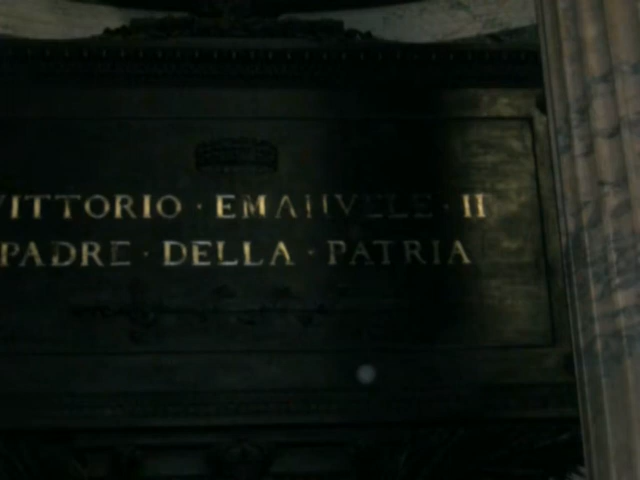 VITTORIO · EMANVELE · II
PADRE · DELLA · PATRIA